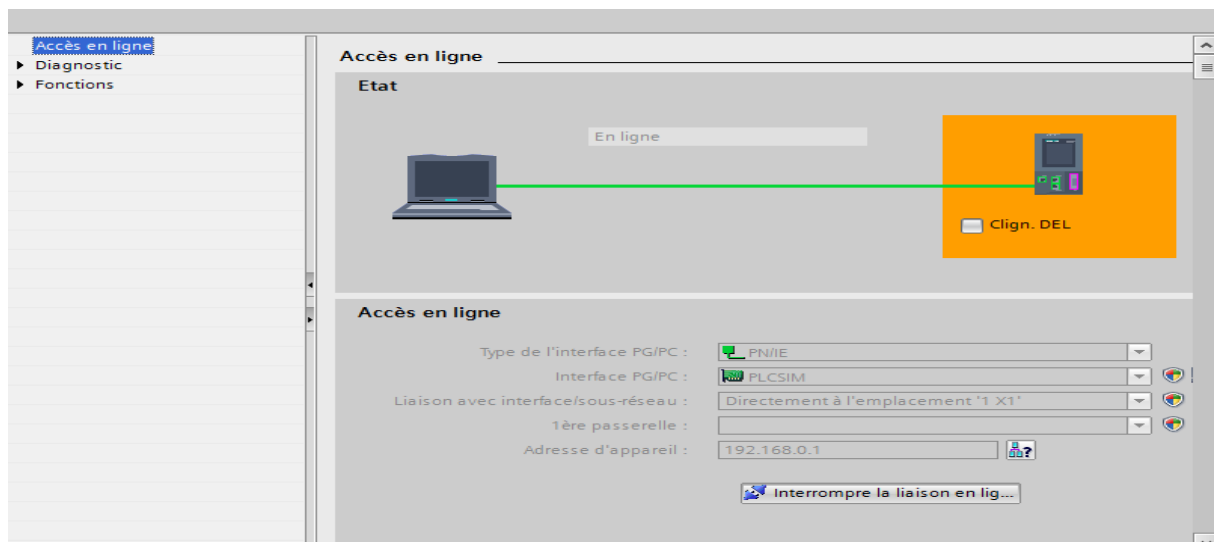 Accès en ligne
Diagnostic
Fonctions
Accès en ligne
Etat
En ligne
Clign. DEL
Accès en ligne
Type de l'interface PG/PC : PN/IE
Interface PG/PC : PLCSIM
Liaison avec interface/sous-réseau : Directement à l'emplacement '1 X1'
1ère passerelle :
Adresse d'appareil : 192.168.0.1
?
Interrompre la liaison en lig...